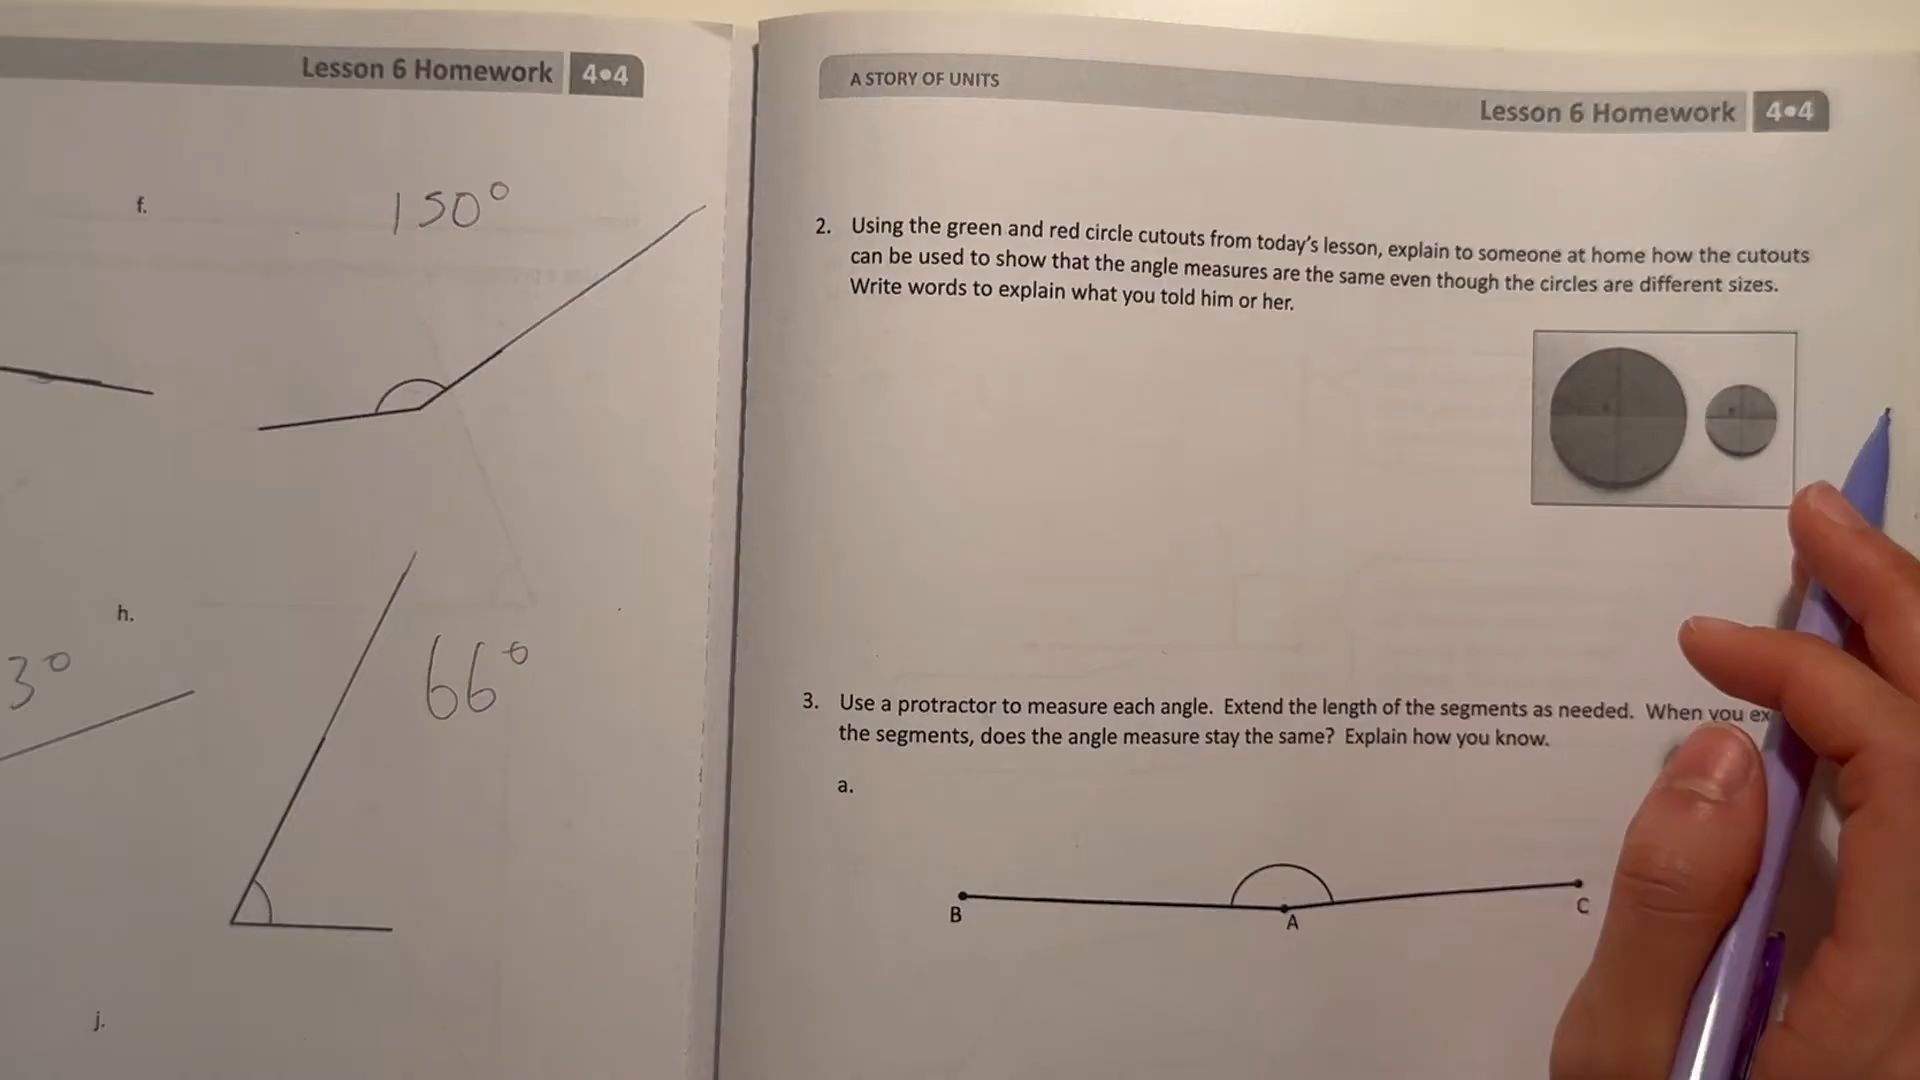 Lesson 6 Homework 4•4
f.
150°
h.
3°
66°
j.
A STORY OF UNITS
Lesson 6 Homework 4•4
2. Using the green and red circle cutouts from today's lesson, explain to someone at home how the cutouts
can be used to show that the angle measures are the same even though the circles are different sizes.
Write words to explain what you told him or her.
3. Use a protractor to measure each angle. Extend the length of the segments as needed. When you ex
the segments, does the angle measure stay the same? Explain how you know.
a.
B
A
C